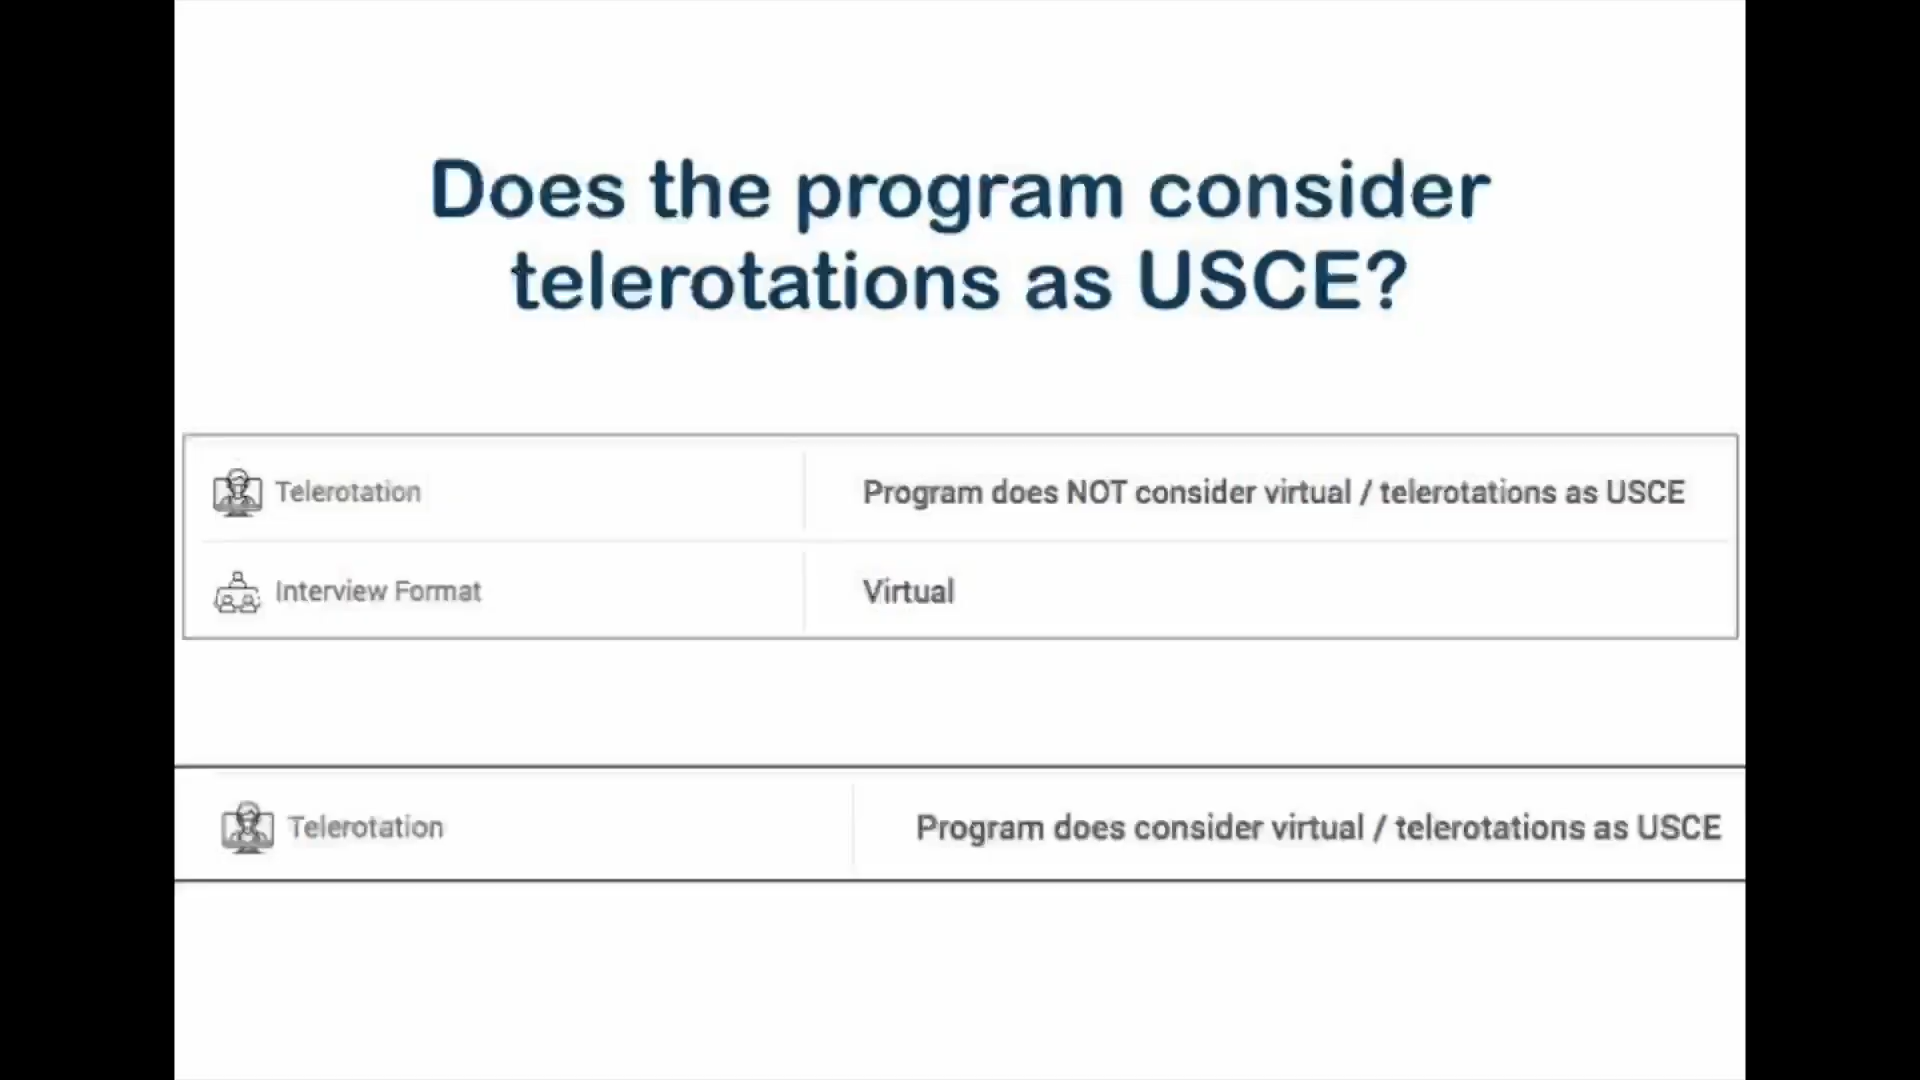 Does the program consider
telerotations as USCE?
Telerotation
Program does NOT consider virtual / telerotations as USCE
Interview Format
Virtual
Telerotation
Program does consider virtual / telerotations as USCE